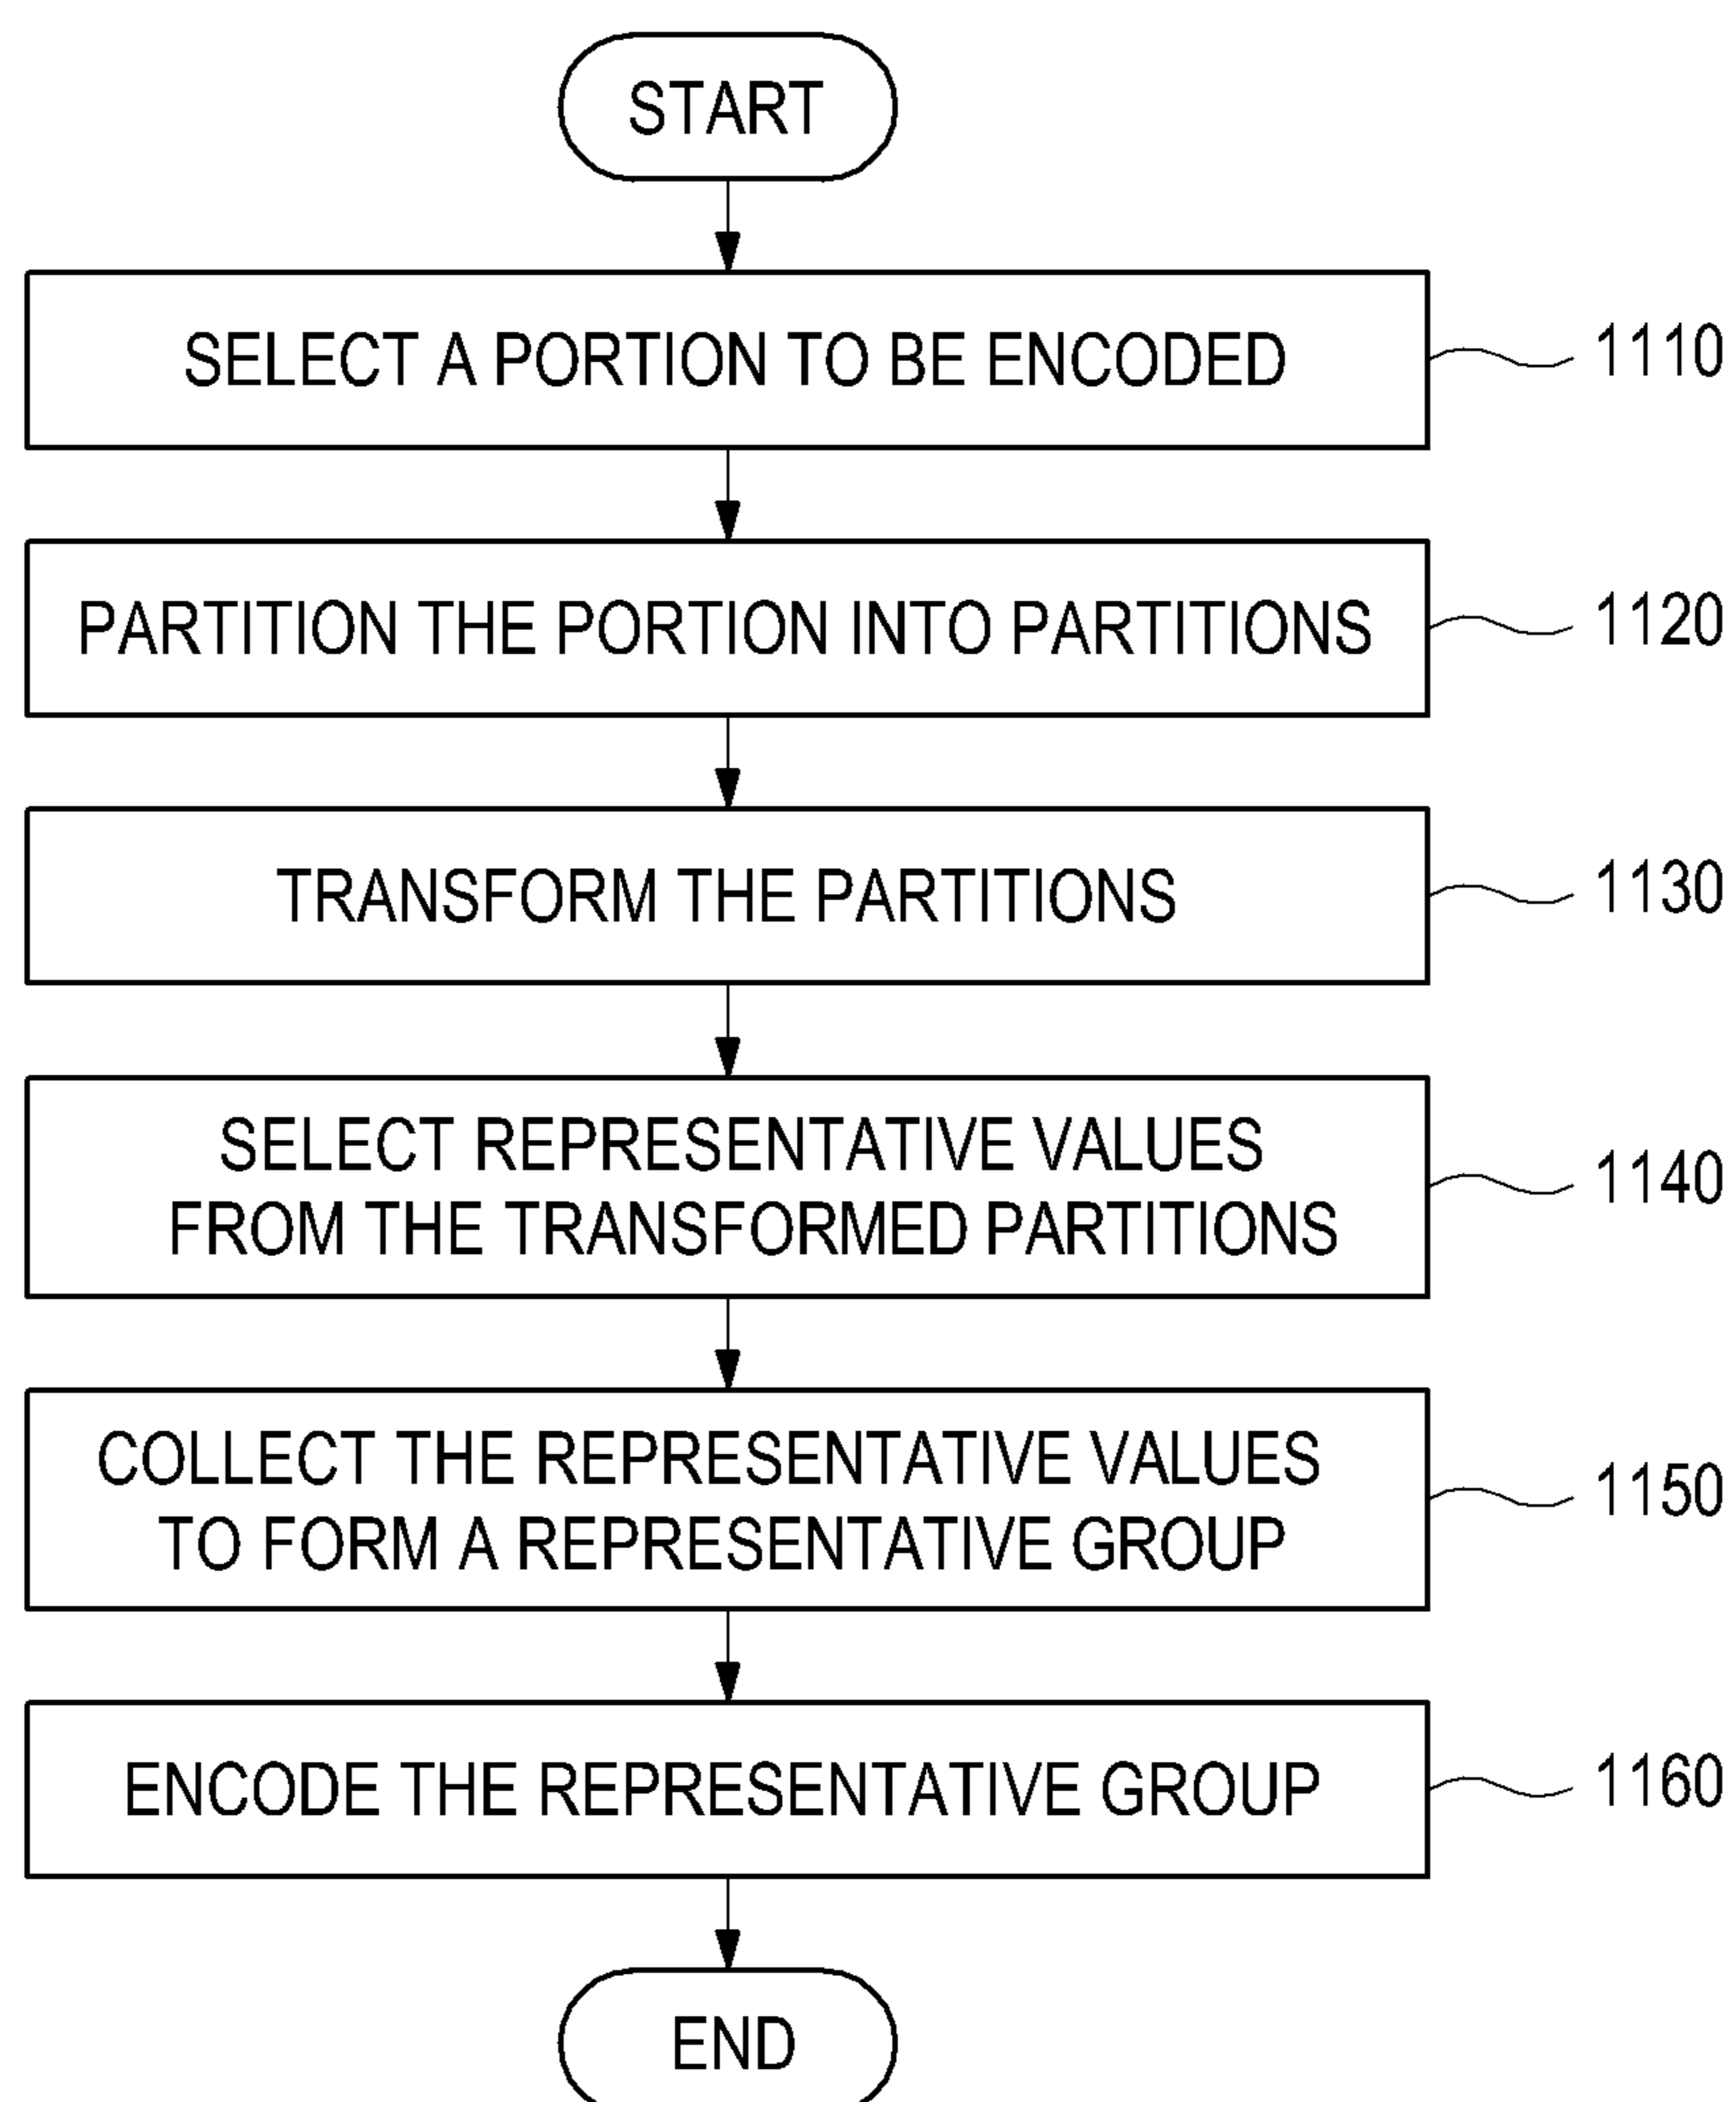 START
SELECT A PORTION TO BE ENCODED
1110
PARTITION THE PORTION INTO PARTITIONS
1120
TRANSFORM THE PARTITIONS
1130
SELECT REPRESENTATIVE VALUES
FROM THE TRANSFORMED PARTITIONS
1140
COLLECT THE REPRESENTATIVE VALUES
TO FORM A REPRESENTATIVE GROUP
1150
ENCODE THE REPRESENTATIVE GROUP
1160
END